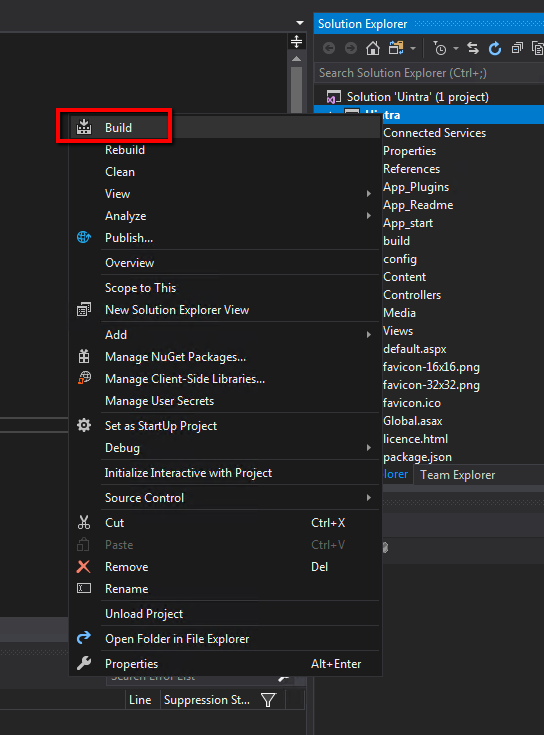 Solution Explorer
Search Solution Explorer (Ctrl+;)
Solution 'Uintra' (1 project)
Connected Services
Properties
References
App_Plugins
App_Readme
App_start
build
config
Content
Controllers
Media
Views
default.aspx
favicon-16x16.png
favicon-32x32.png
favicon.ico
Global.asax
licence.html
package.json
Team Explorer
Build
Rebuild
Clean
View
Analyze
Publish...
Overview
Scope to This
New Solution Explorer View
Add
Manage NuGet Packages...
Manage Client-Side Libraries...
Manage User Secrets
Set as StartUp Project
Debug
Initialize Interactive with Project
Source Control
Cut Ctrl+X
Paste Ctrl+V
Remove Del
Rename
Unload Project
Open Folder in File Explorer
Properties Alt+Enter
Search Error List
Line Suppression St...